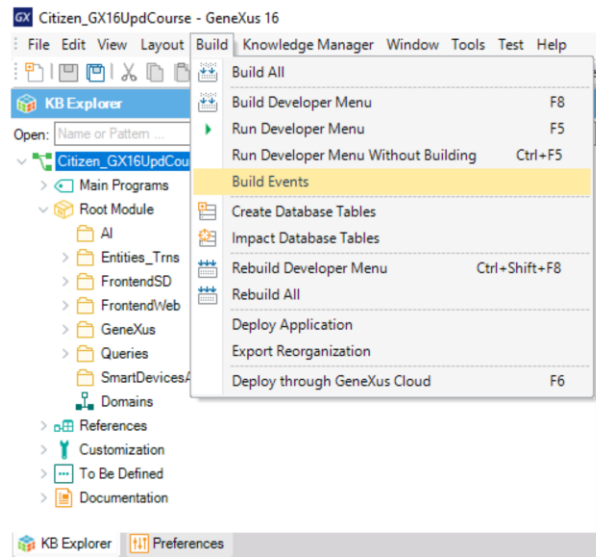 GX Citizen_GX16UpdCourse - GeneXus 16
File Edit View Layout Build Knowledge Manager Window Tools Test Help
Build All
KB Explorer
Build Developer Menu F8
Open: Name or Pattern ...
Run Developer Menu F5
Citizen_GX16UpdCou
Run Developer Menu Without Building Ctrl+F5
Main Programs
Build Events
Root Module
Create Database Tables
AI
Impact Database Tables
Entities_Trns
Rebuild Developer Menu Ctrl+Shift+F8
FrontendSD
Rebuild All
FrontendWeb
Deploy Application
GeneXus
Export Reorganization
Queries
Deploy through GeneXus Cloud F6
SmartDevicesA
Domains
References
Customization
To Be Defined
Documentation
KB Explorer Preferences